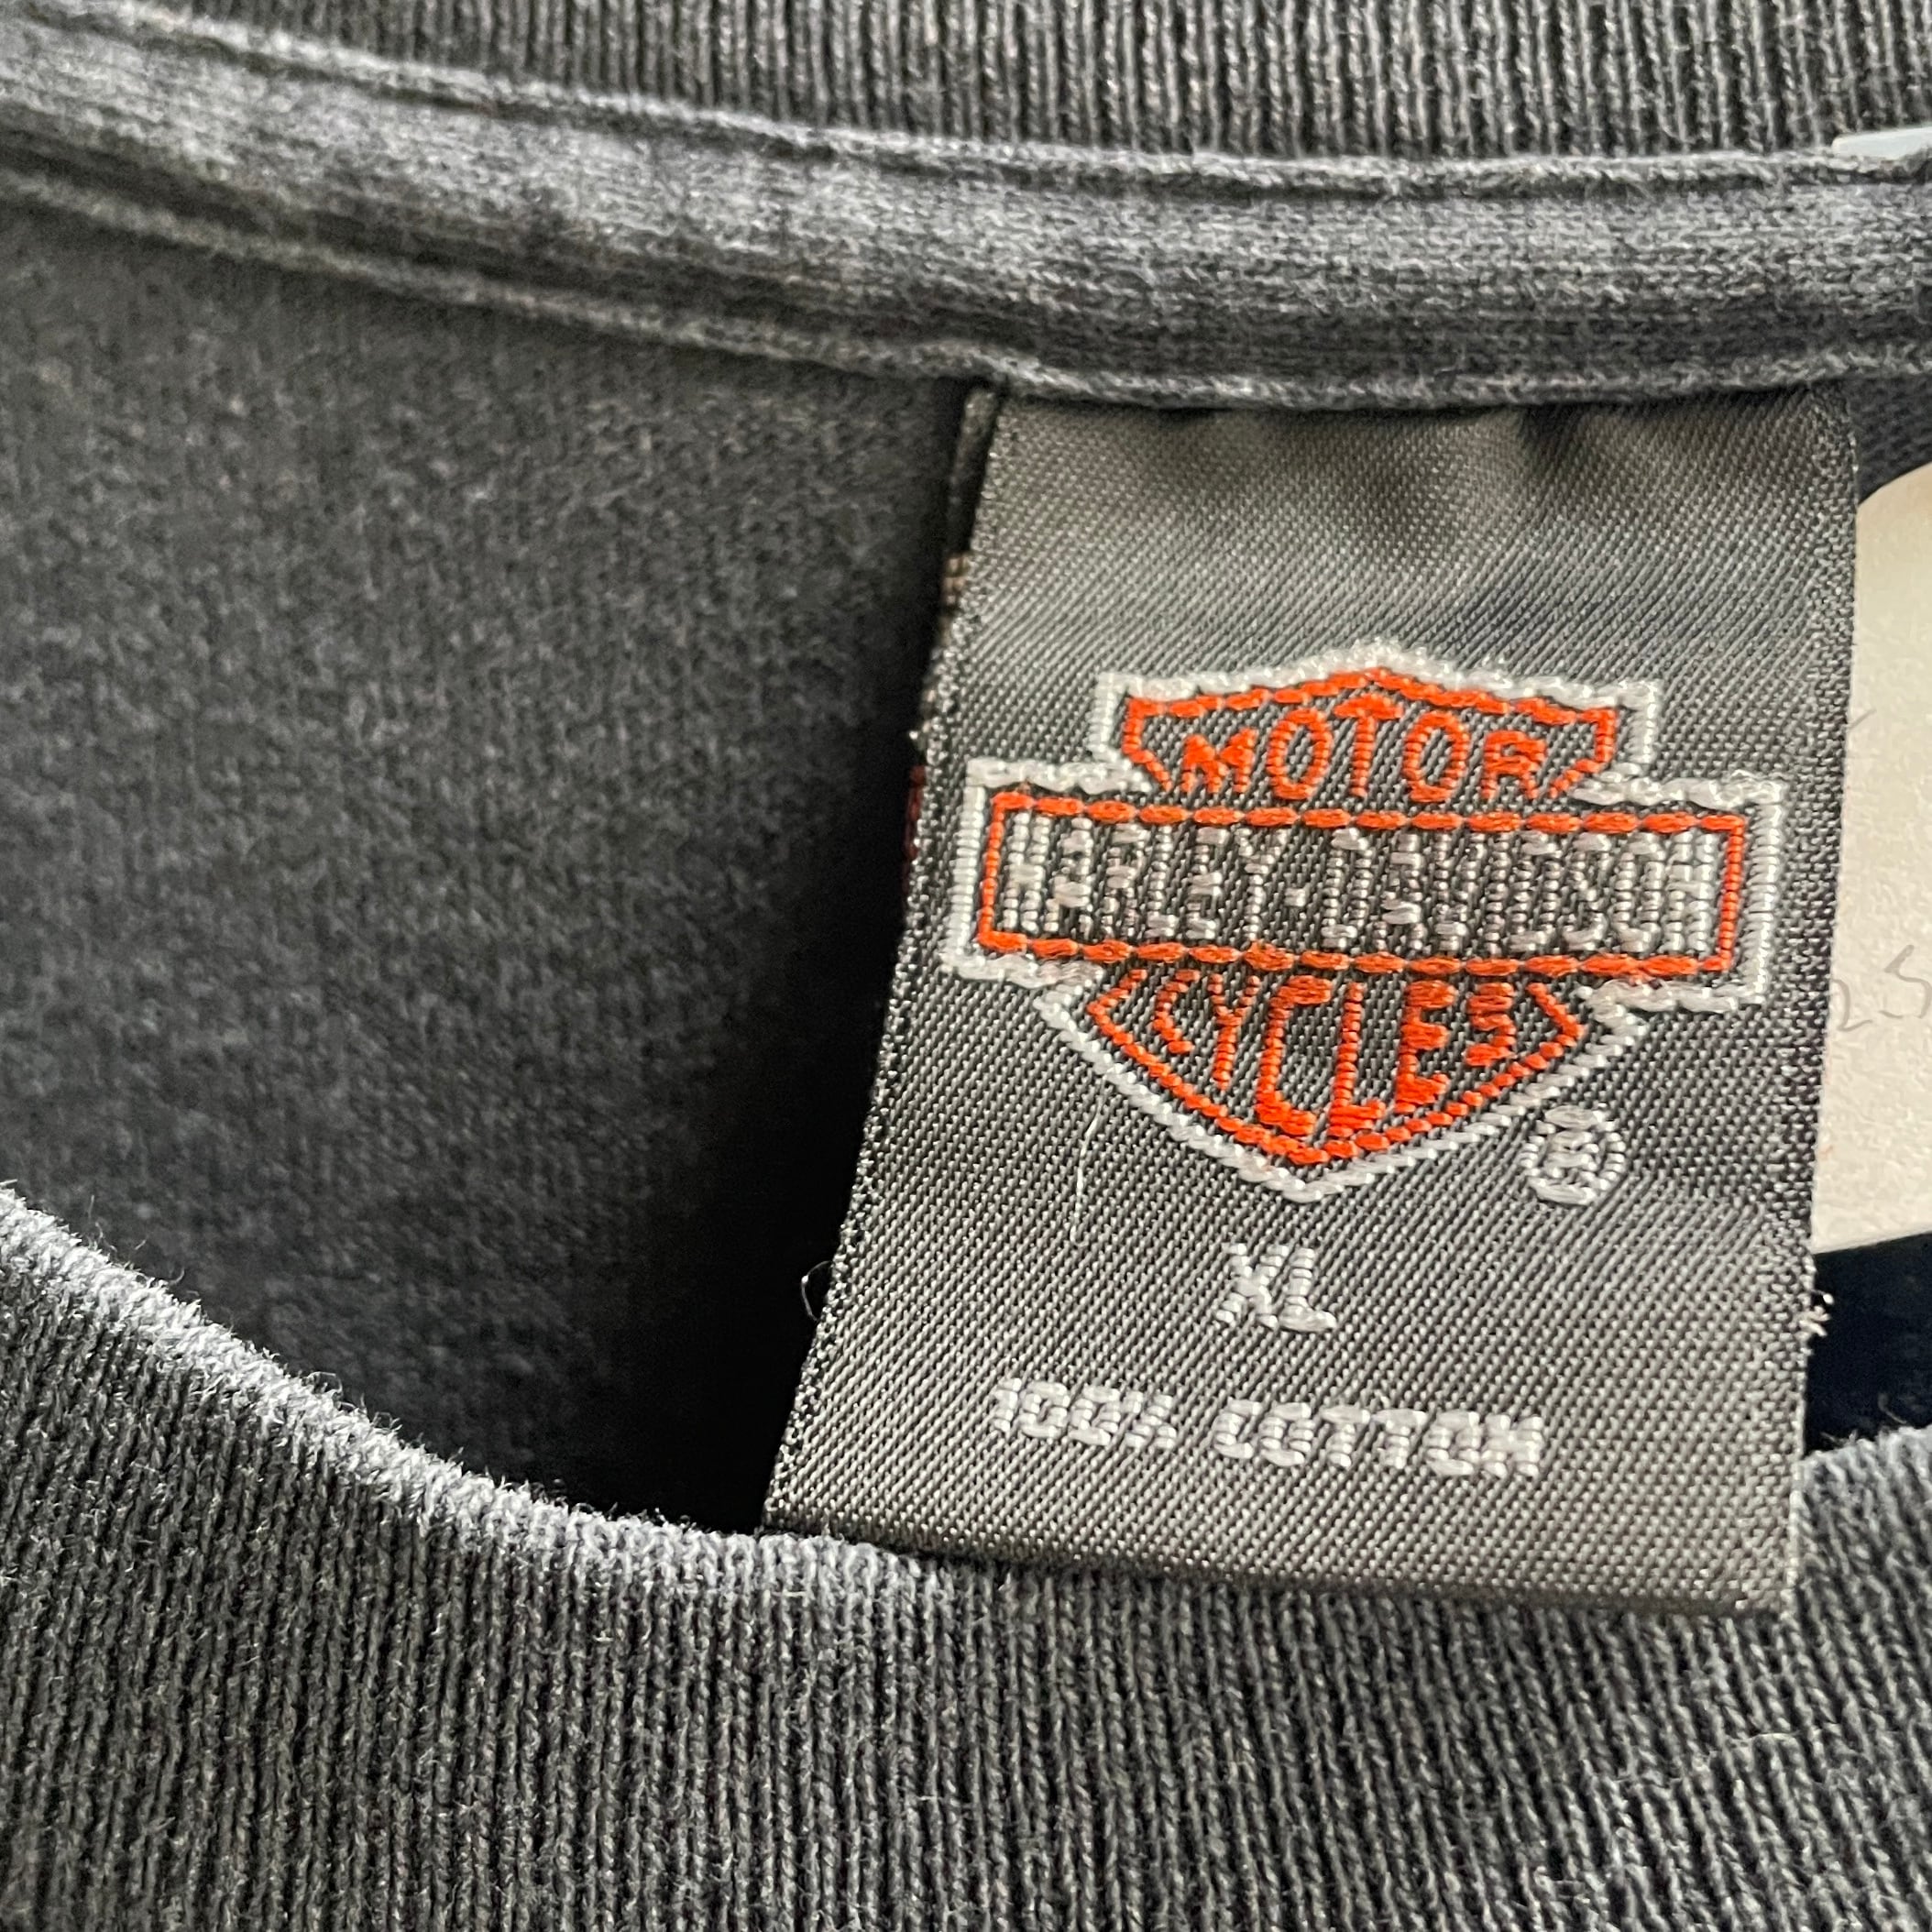 MOTOR
HARLEY-DAVIDSON
CYCLES
®
XL
100% COTTON